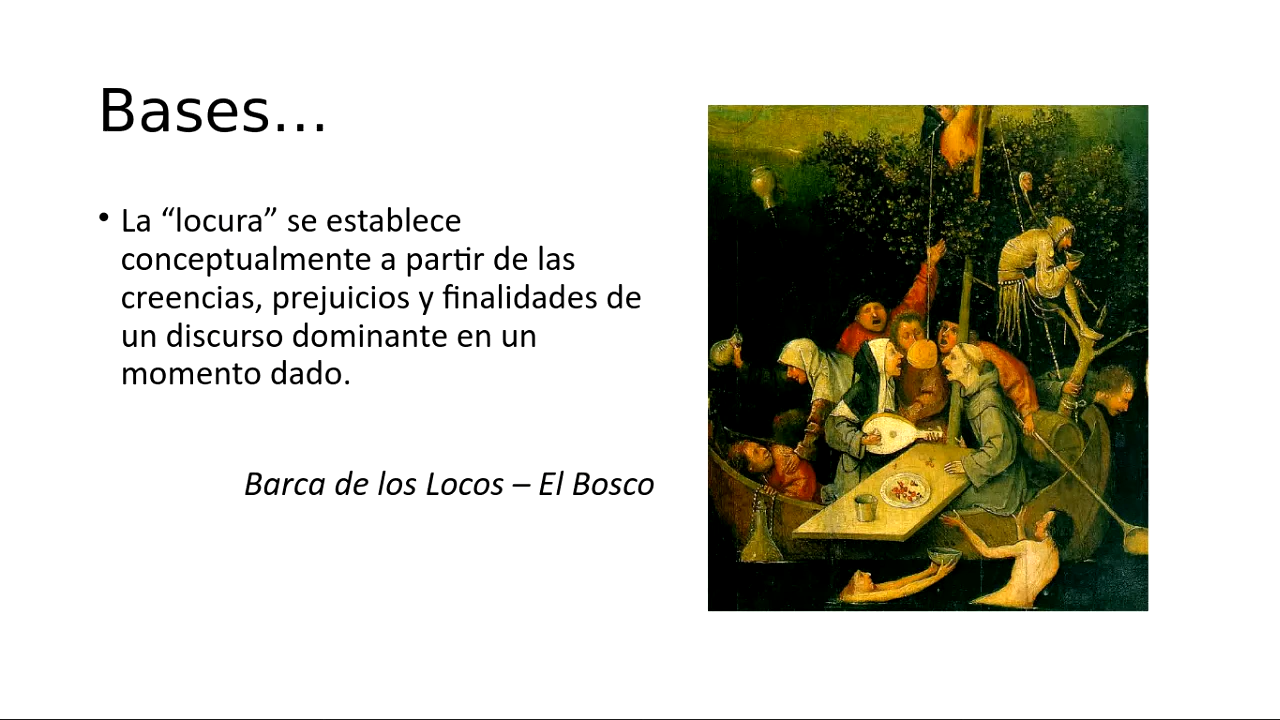 Bases...
• La “locura” se establece
conceptualmente a partir de las
creencias, prejuicios y finalidades de
un discurso dominante en un
momento dado.
Barca de los Locos – El Bosco